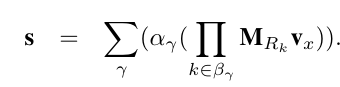 s = ∑_γ (α_γ (∏_{k∈β_γ} M_{R_k} v_x)).